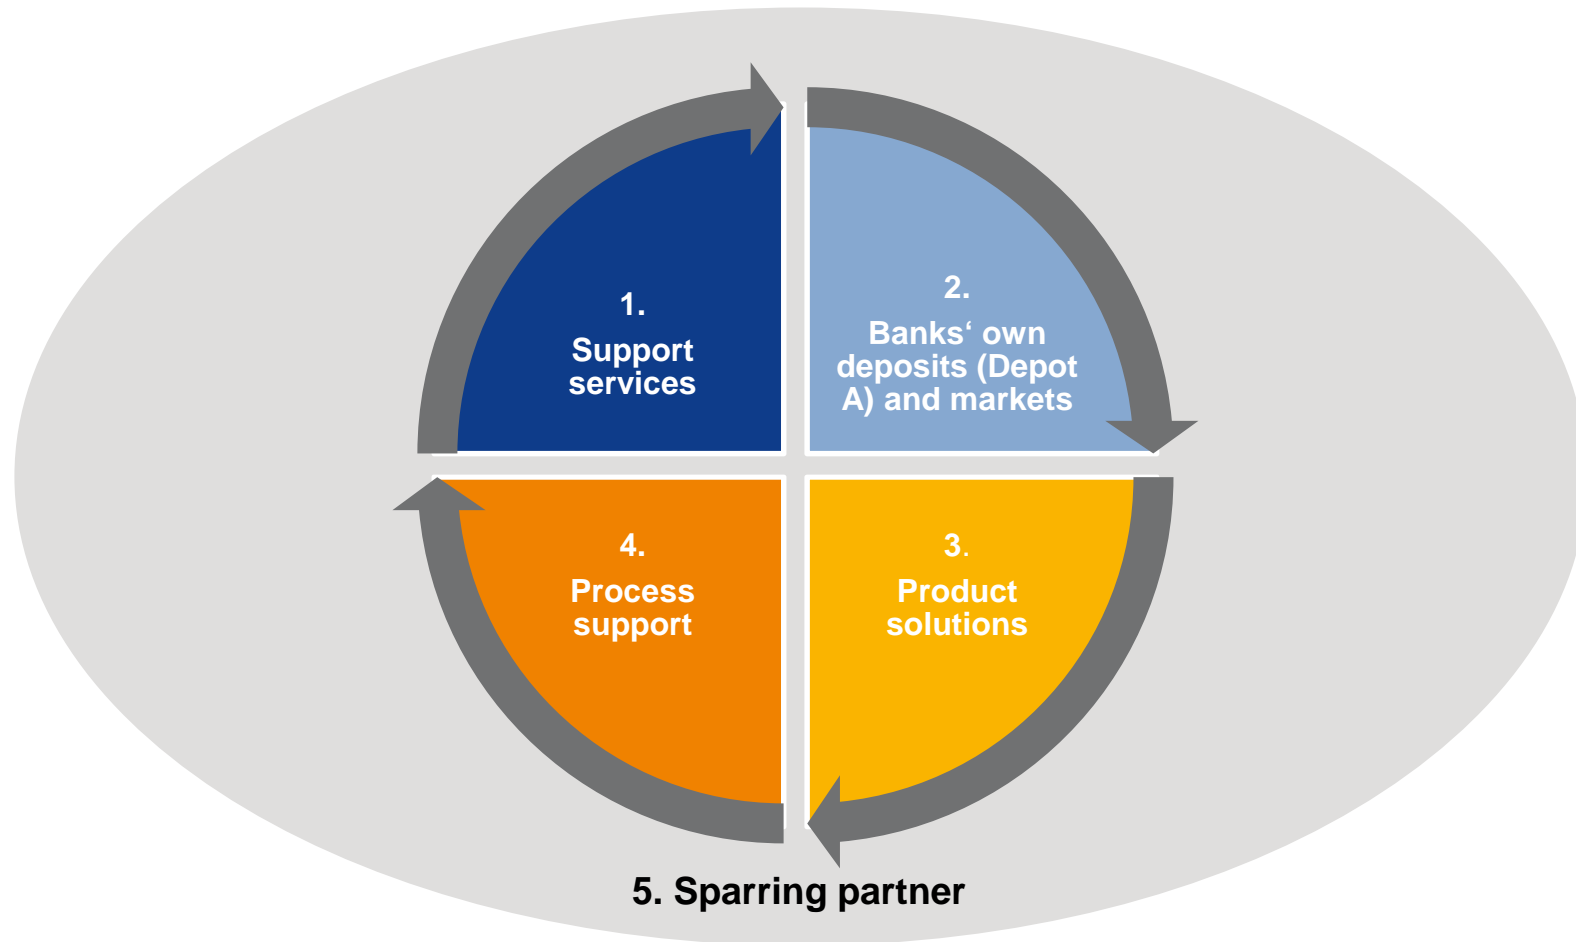 1.
Support
services
2.
Banks‘ own
deposits (Depot
A) and markets
3.
Product
solutions
4.
Process
support
5. Sparring partner